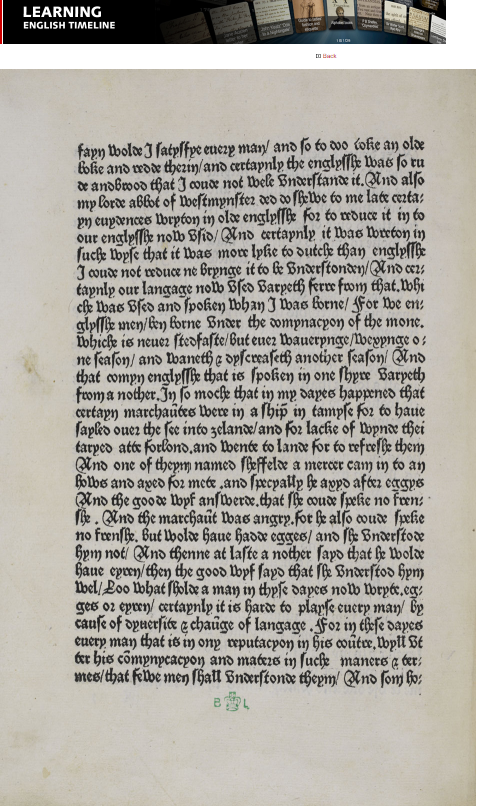 LEARNING
ENGLISH TIMELINE
Back
fayn wolde I satysfye euery man/ and so to doo toke an olde
boke and redde therin/and certaynly the englysshe was so ru
de and brood that I coude not wele vnderstande it. And also
my lorde abbot of westmynster ded do shewe to me late certa-
yn euydences wryton in olde englysshe for to reduce it in to
our englysshe now vsid/ And certaynly it was wreton in
suche wyse that it was more lyke to dutche than englysshe
I coude not reduce ne brynge it to be vnderstonden/ And cer-
taynly our langage now vsed varyeth ferre from that. whi
che was vsed and spoken whan I was borne/ For we en-
glysshe men/ben borne vnder the domynacyon of the mone.
whiche is neuer stedfaste/but euer wauerynge/wexynge o-
ne season/ and waneth & dyscreaseth another season/ And
that comyn englysshe that is spoken in one shyre varyeth
from a nother. In so moche that in my dayes happened that
certayn marchaūtes were in a ship̄ in tamyse for to haue
sayled ouer the see into zelande/and for lacke of wynde thei
taryed atte forlond.and wente to lande for to refreshe them
And one of theym named sheffelde a mercer cam in to an
hows and axed for mete .and specyally he axyd after eggys
And the goode wyf answerde.that she coude speke no fren-
she . And the marchaūt was angry.for he also coude speke
no frenshe. but wolde haue hadde egges/ and she vnderstode
hym not/ And thenne at laste a nother sayd that he wolde
haue eyren/then the good wyf sayd that she vnderstod hym
wel/Loo what sholde a man in thyse dayes now wryte.eg-
ges or eyren/ certaynly it is harde to playse euery man/ by
cause of dyuersite & chaūge of langage . For in these dayes
euery man that is in ony reputacyon in his coūtre.wyll vt
ter his cōmynycacyon and maters in suche maners & ter-
mes/that fewe men shall vnderstonde theym/ And som ho-
B L